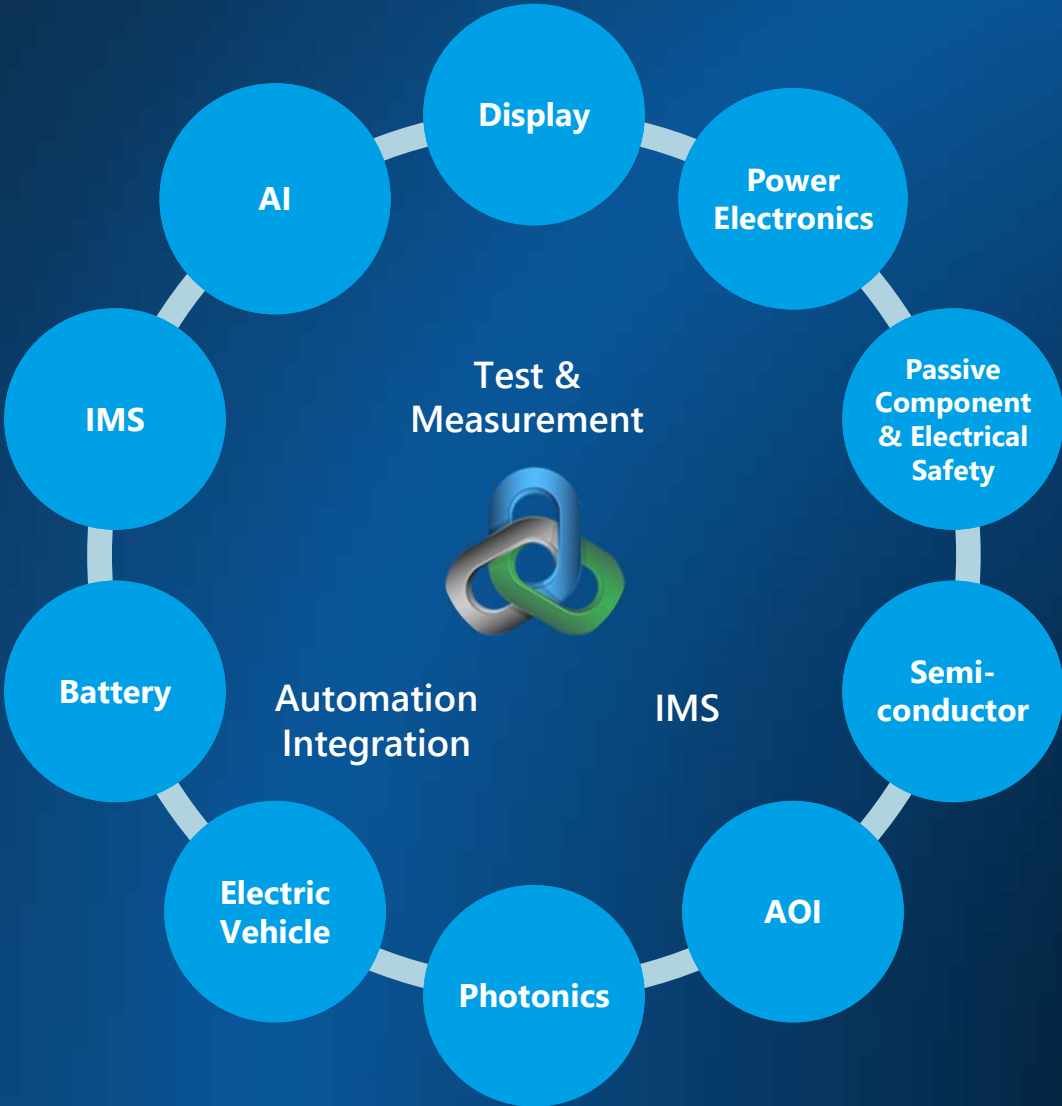 Display
Power
Electronics
AI
Passive
Component
& Electrical
Safety
IMS
Test &
Measurement
Battery
Semi-
conductor
Automation
Integration
IMS
Electric
Vehicle
AOI
Photonics